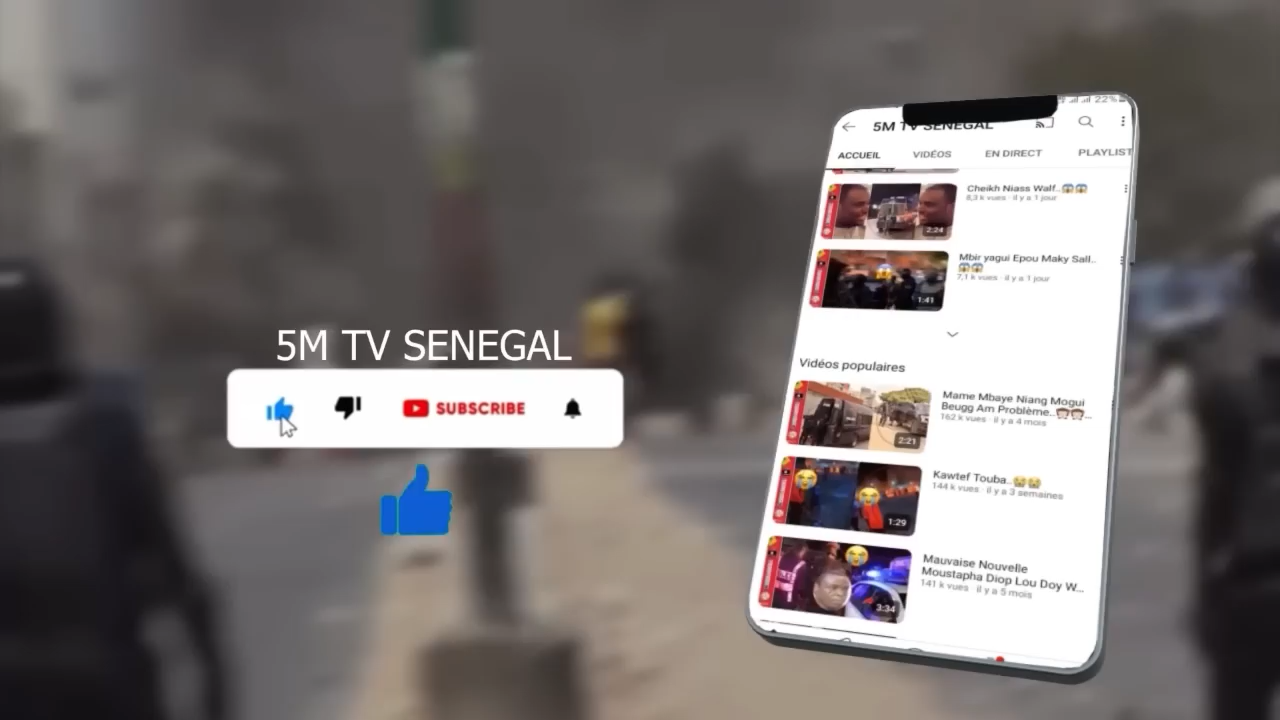 5M TV SENEGAL
SUBSCRIBE
22%
5M TV SENEGAL
ACCUEIL VIDÉOS EN DIRECT PLAYLIST
Cheikh Niass Walf..😱😱
8,3 k vues · il y a 1 jour
2:24
Mbir yagui Epou Maky Sall..
😱😱
7,1 k vues · il y a 1 jour
1:41
Vidéos populaires
Mame Mbaye Niang Mogui
Beugg Am Problème..🤦🤦...
162 k vues · il y a 4 mois
2:21
Kawtef Touba..😭😭
144 k vues · il y a 3 semaines
1:29
Mauvaise Nouvelle
Moustapha Diop Lou Doy W...
141 k vues · il y a 5 mois
3:34